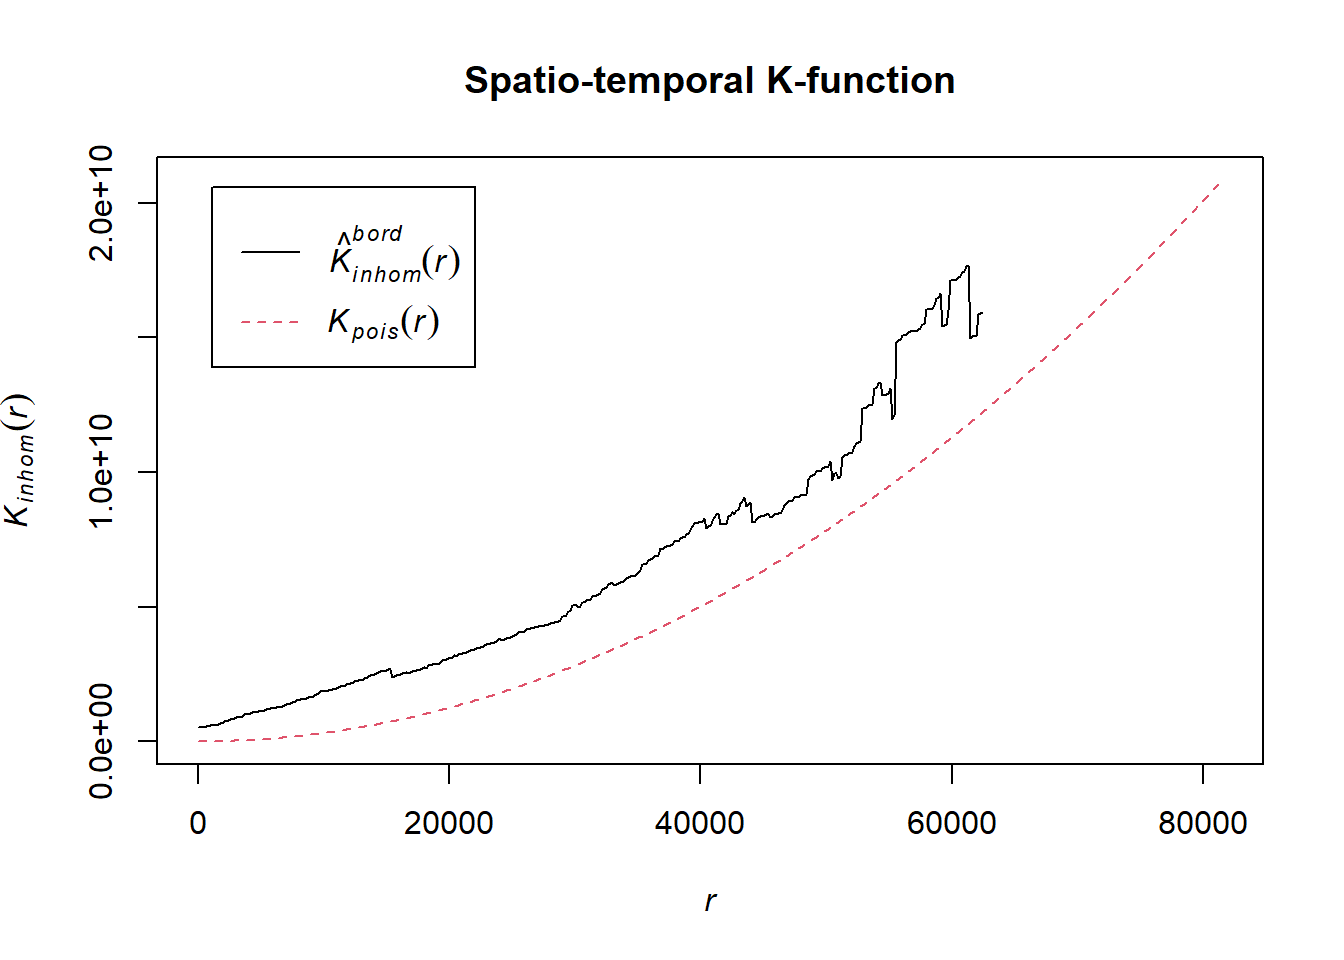 Spatio-temporal K-function
K̂ᵇᵒʳᵈ_inhom(r)
K_pois(r)
K_inhom(r)
2.0e+10
1.0e+10
0.0e+00
0 20000 40000 60000 80000
r